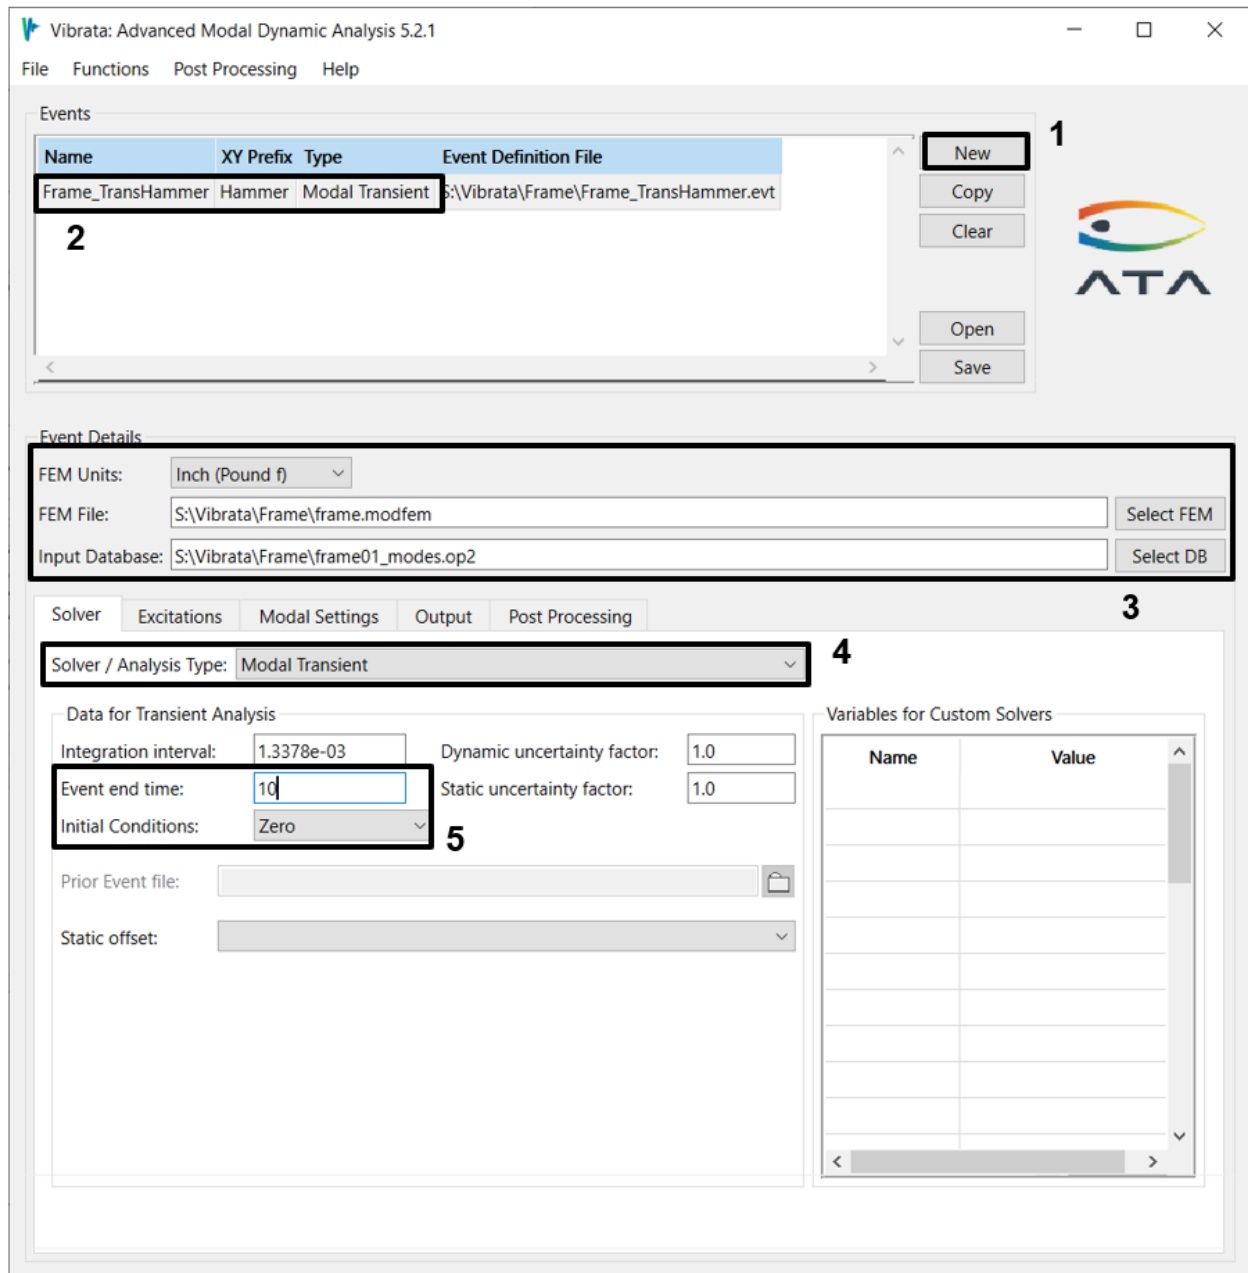 Vibrata: Advanced Modal Dynamic Analysis 5.2.1
File Functions Post Processing Help
Events
1
Name XY Prefix Type Event Definition File
New
Frame_TransHammer Hammer Modal Transient S:\Vibrata\Frame\Frame_TransHammer.evt
Copy
2
Clear
ATA
Open
Save
Event Details
FEM Units: Inch (Pound f)
FEM File: S:\Vibrata\Frame\frame.modfem Select FEM
Input Database: S:\Vibrata\Frame\frame01_modes.op2 Select DB
3
Solver Excitations Modal Settings Output Post Processing
Solver / Analysis Type: Modal Transient
4
Data for Transient Analysis
Integration interval: 1.3378e-03 Dynamic uncertainty factor: 1.0
Event end time: 10 Static uncertainty factor: 1.0
Initial Conditions: Zero
5
Prior Event file:
Static offset:
Variables for Custom Solvers
Name Value